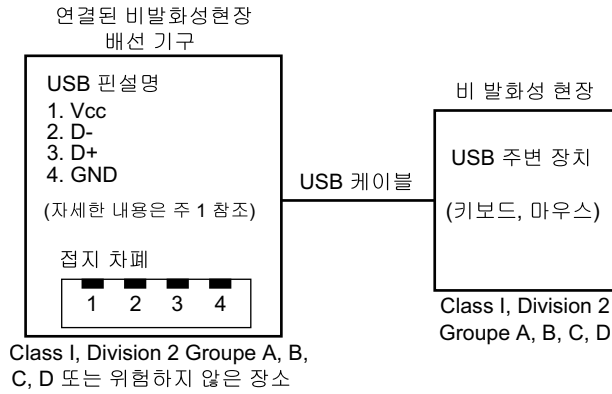 연결된 비발화성현장
배선 기구
USB 핀설명
1. Vcc
2. D-
3. D+
4. GND
(자세한 내용은 주 1 참조)
접지 차폐
1 2 3 4
Class I, Division 2 Groupe A, B,
C, D 또는 위험하지 않은 장소
USB 케이블
비 발화성 현장
USB 주변 장치
(키보드, 마우스)
Class I, Division 2
Groupe A, B, C, D